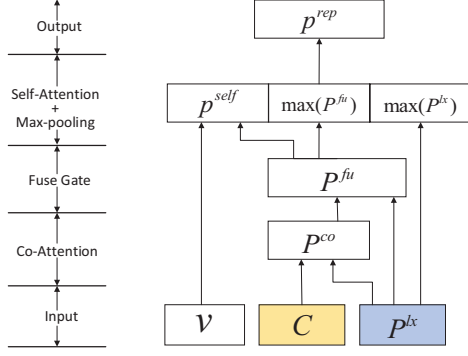 Output
p^{rep}
Self-Attention
+
Max-pooling
p^{self} max(P^{fu}) max(P^{lx})
Fuse Gate
P^{fu}
Co-Attention
P^{co}
Input
v C P^{lx}